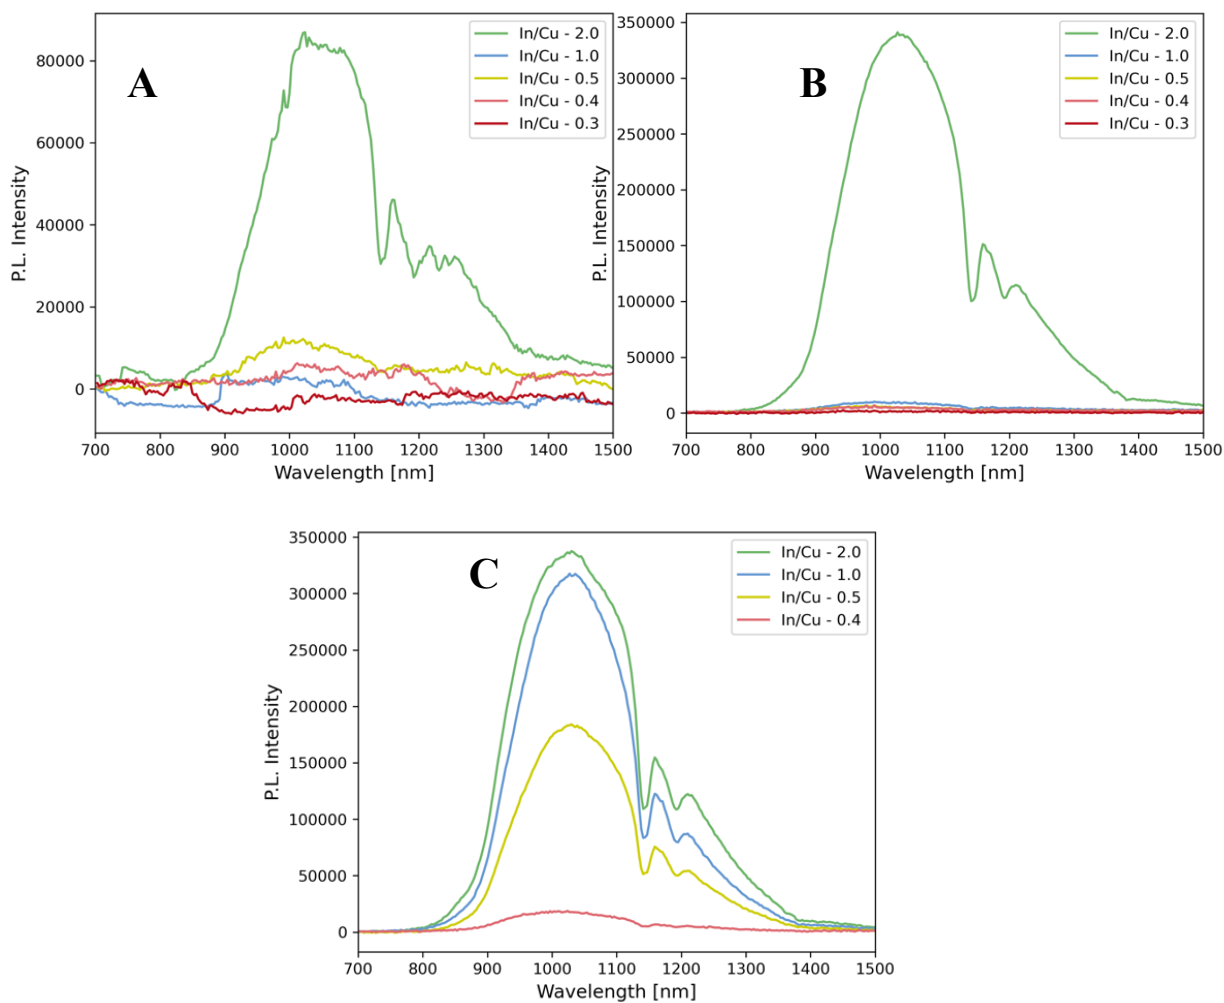 A
In/Cu - 2.0
In/Cu - 1.0
In/Cu - 0.5
In/Cu - 0.4
In/Cu - 0.3
80000
60000
40000
20000
0
P.L. Intensity
700 800 900 1000 1100 1200 1300 1400 1500
Wavelength [nm]
B
In/Cu - 2.0
In/Cu - 1.0
In/Cu - 0.5
In/Cu - 0.4
In/Cu - 0.3
350000
300000
250000
200000
150000
100000
50000
0
P.L. Intensity
700 800 900 1000 1100 1200 1300 1400 1500
Wavelength [nm]
C
In/Cu - 2.0
In/Cu - 1.0
In/Cu - 0.5
In/Cu - 0.4
350000
300000
250000
200000
150000
100000
50000
0
P.L. Intensity
700 800 900 1000 1100 1200 1300 1400 1500
Wavelength [nm]